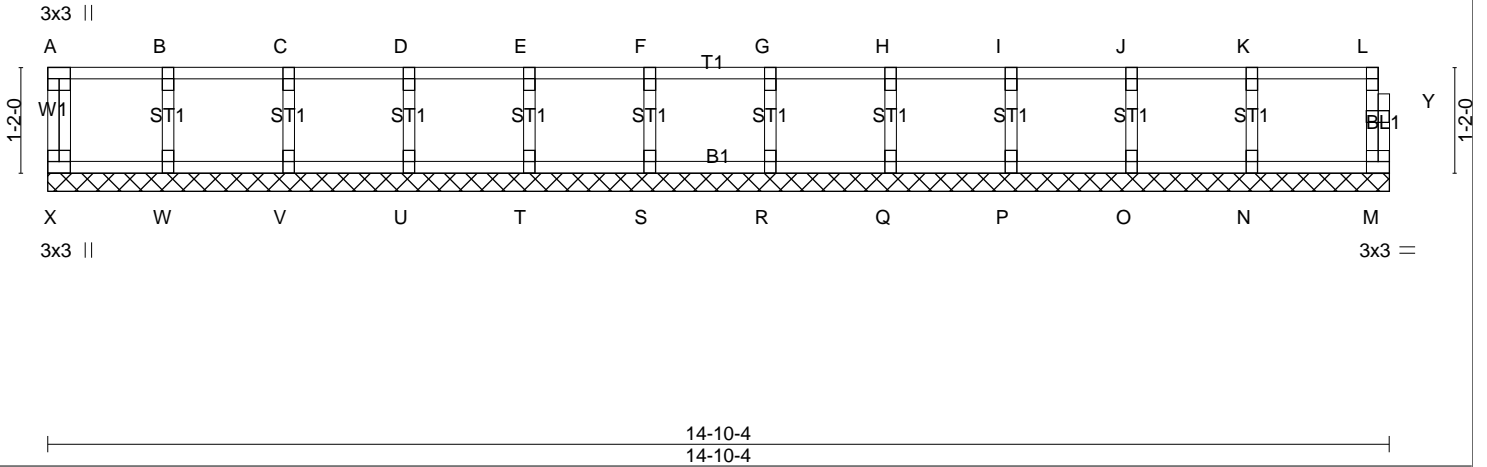 3x3 ||
A B C D E F G H I J K L
T1
1-2-0 W1 ST1 ST1 ST1 ST1 ST1 ST1 ST1 ST1 ST1 ST1 BL1 Y 1-2-0
B1
X W V U T S R Q P O N M
3x3 || 3x3 =
14-10-4
14-10-4